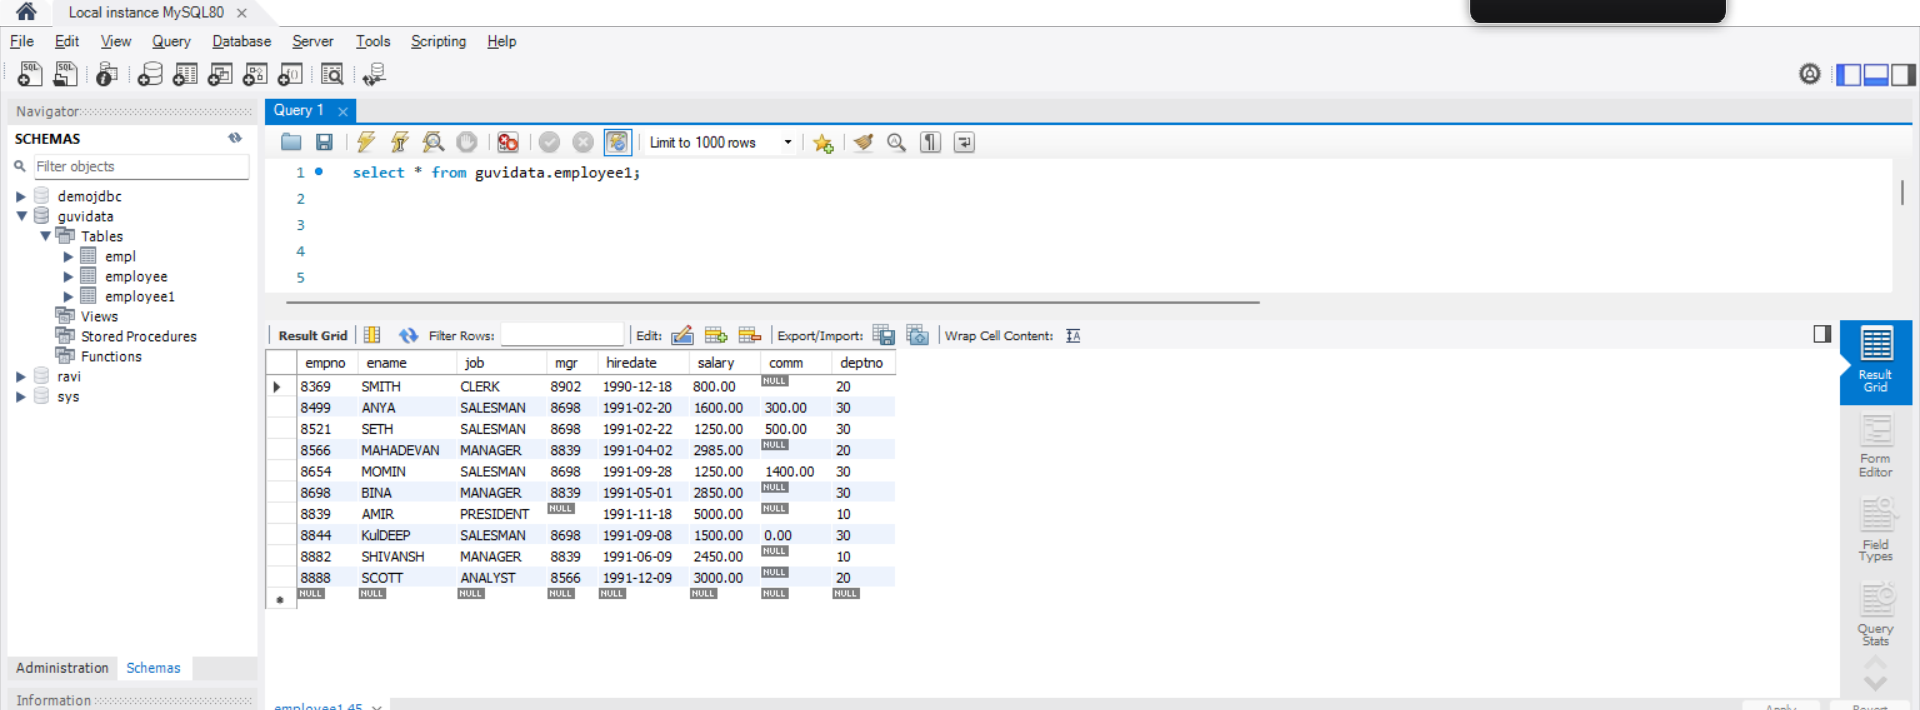 Local instance MySQL80
File Edit View Query Database Server Tools Scripting Help
Navigator
SCHEMAS
Filter objects
demojdbc
guvidata
Tables
empl
employee
employee1
Views
Stored Procedures
Functions
ravi
sys
Administration Schemas
Information
Query 1
Limit to 1000 rows
1 select * from guvidata.employee1;
2
3
4
5
Result Grid Filter Rows: Edit: Export/Import: Wrap Cell Content:
empno ename job mgr hiredate salary comm deptno
8369 SMITH CLERK 8902 1990-12-18 800.00 NULL 20
8499 ANYA SALESMAN 8698 1991-02-20 1600.00 300.00 30
8521 SETH SALESMAN 8698 1991-02-22 1250.00 500.00 30
8566 MAHADEVAN MANAGER 8839 1991-04-02 2985.00 NULL 20
8654 MOMIN SALESMAN 8698 1991-09-28 1250.00 1400.00 30
8698 BINA MANAGER 8839 1991-05-01 2850.00 NULL 30
8839 AMIR PRESIDENT NULL 1991-11-18 5000.00 NULL 10
8844 KulDEEP SALESMAN 8698 1991-09-08 1500.00 0.00 30
8882 SHIVANSH MANAGER 8839 1991-06-09 2450.00 NULL 10
8888 SCOTT ANALYST 8566 1991-12-09 3000.00 NULL 20
NULL NULL NULL NULL NULL NULL NULL NULL
Result
Grid
Form
Editor
Field
Types
Query
Stats
employee1 45
Apply Revert